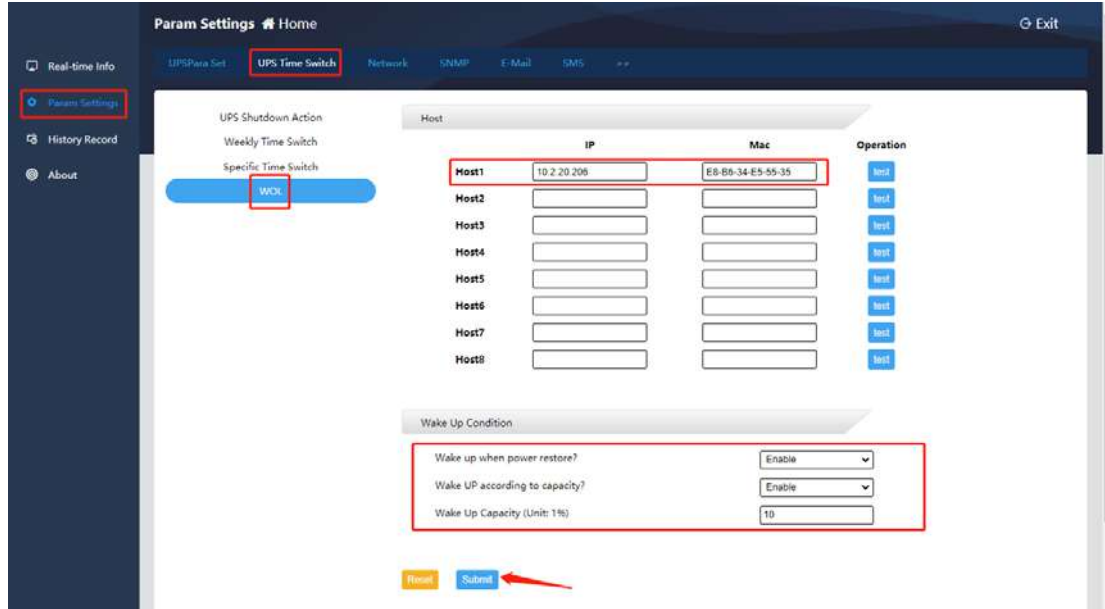 Param Settings Home
Exit
Real-time Info
Param Settings
History Record
About
UPSPara Set UPS Time Switch Network SNMP E-Mail SMS >>
UPS Shutdown Action
Weekly Time Switch
Specific Time Switch
WOL
Host
IP Mac Operation
Host1 10.2.20.206 E8-B6-34-E5-55-35 test
Host2 test
Host3 test
Host4 test
Host5 test
Host6 test
Host7 test
Host8 test
Wake Up Condition
Wake up when power restore? Enable
Wake UP according to capacity? Enable
Wake Up Capacity (Unit: 1%) 10
Reset Submit